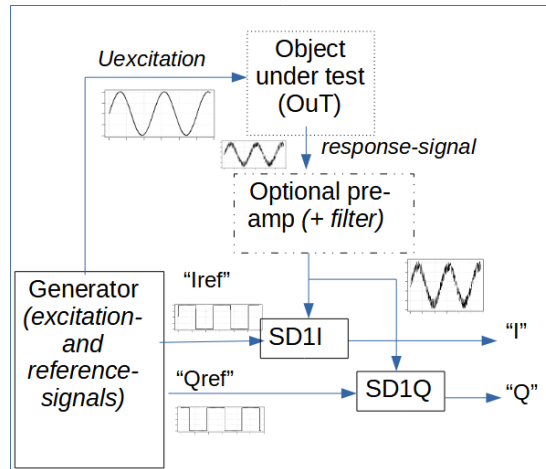 Uexcitation
Object
under test
(OuT)
response-signal
Optional pre-
amp (+ filter)
Generator
(excitation-
and
reference-
signals)
“Iref”
SD1I
“I”
“Qref”
SD1Q
“Q”